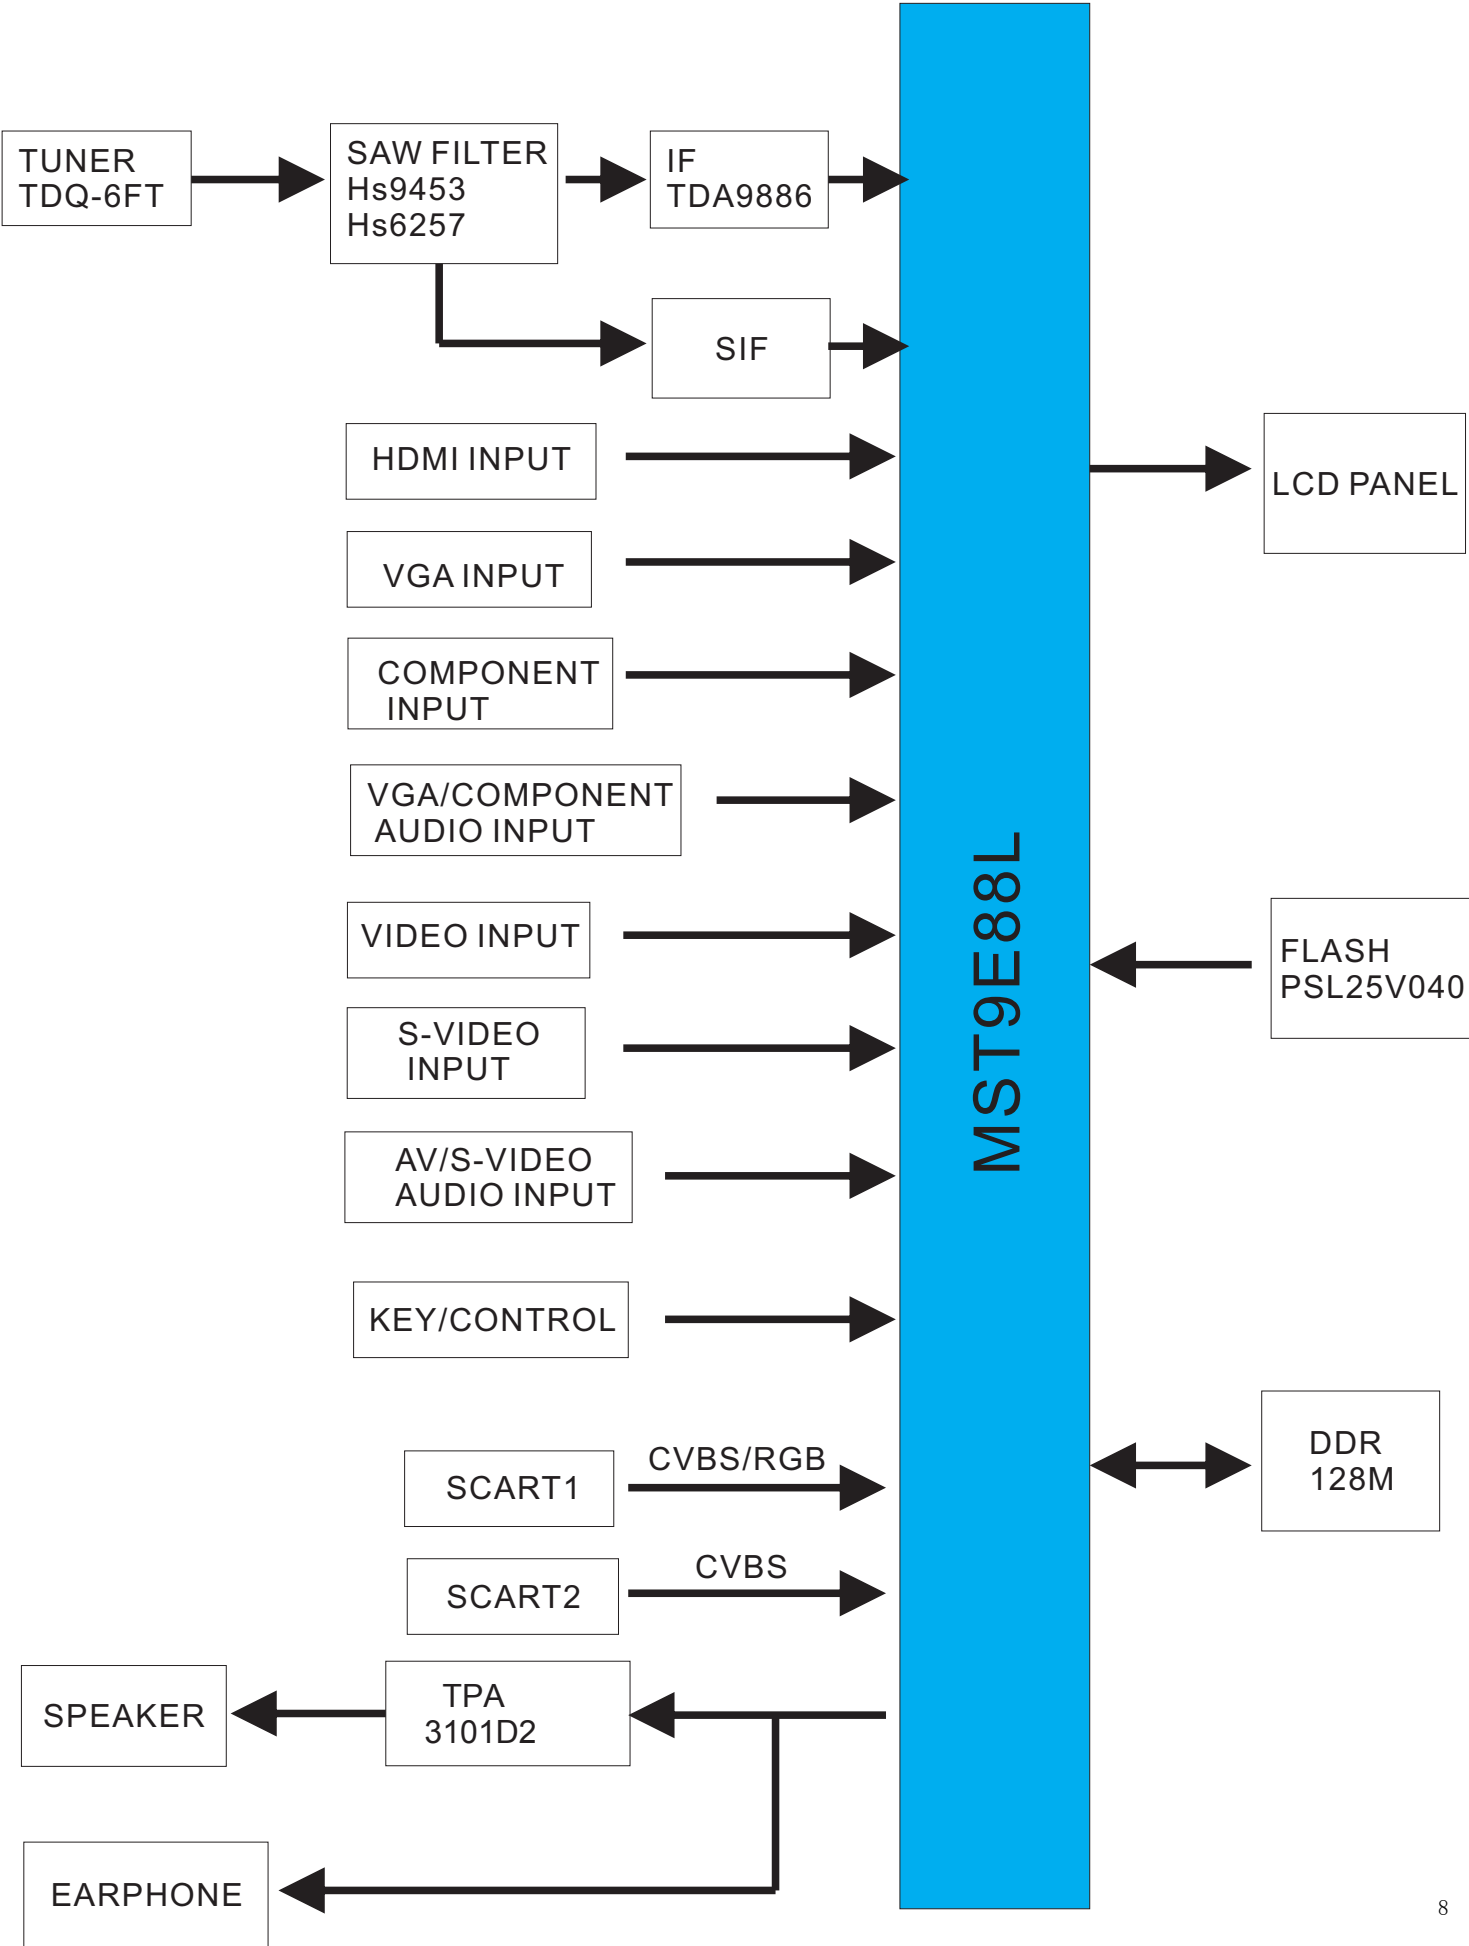 TUNER
TDQ-6FT
SAW FILTER
Hs9453
Hs6257
IF
TDA9886
SIF
HDMI INPUT
VGA INPUT
COMPONENT
INPUT
VGA/COMPONENT
AUDIO INPUT
VIDEO INPUT
S-VIDEO
INPUT
AV/S-VIDEO
AUDIO INPUT
KEY/CONTROL
SCART1
CVBS/RGB
SCART2
CVBS
SPEAKER
TPA
3101D2
EARPHONE
MST9E88L
LCD PANEL
FLASH
PSL25V040
DDR
128M
8